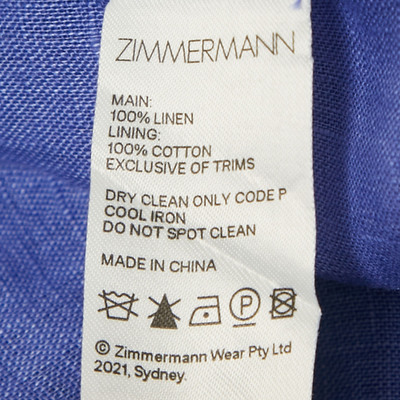 ZIMMERMANN
MAIN:
100% LINEN
LINING:
100% COTTON
EXCLUSIVE OF TRIMS
DRY CLEAN ONLY CODE P
COOL IRON
DO NOT SPOT CLEAN
MADE IN CHINA
P
© Zimmermann Wear Pty Ltd
2021, Sydney.